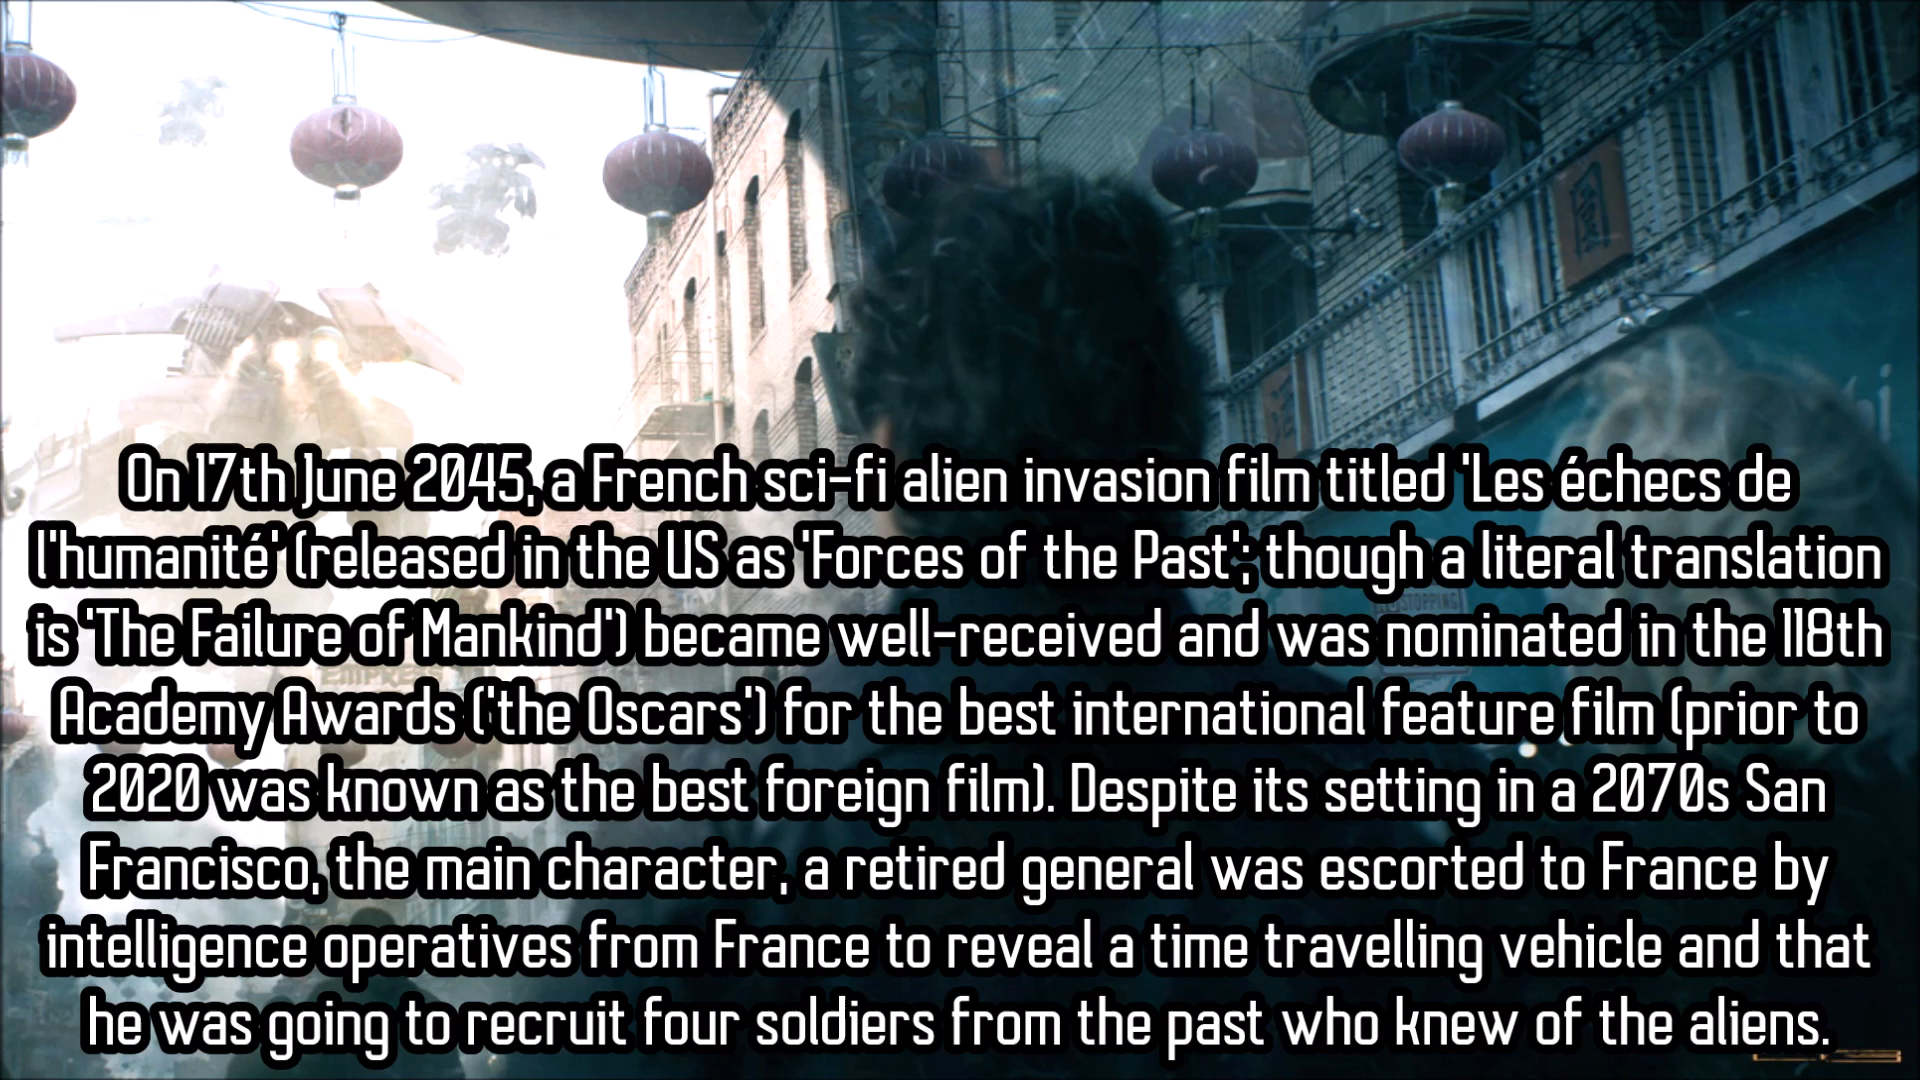 On 17th June 2045, a French sci-fi alien invasion film titled 'Les échecs de
l'humanité' (released in the US as 'Forces of the Past'; though a literal translation
is 'The Failure of Mankind') became well-received and was nominated in the 118th
Academy Awards ('the Oscars') for the best international feature film (prior to
2020 was known as the best foreign film). Despite its setting in a 2070s San
Francisco, the main character, a retired general was escorted to France by
intelligence operatives from France to reveal a time travelling vehicle and that
he was going to recruit four soldiers from the past who knew of the aliens.
STOPPING
EMPRESS